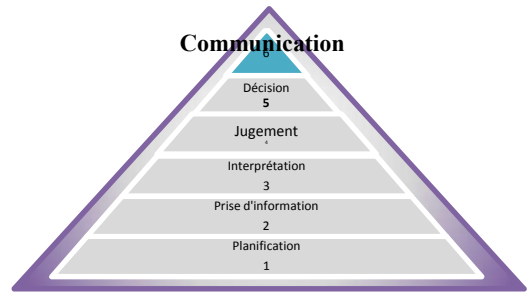 Communication
6
Décision
5
Jugement
Interprétation
3
Prise d'information
2
Planification
1